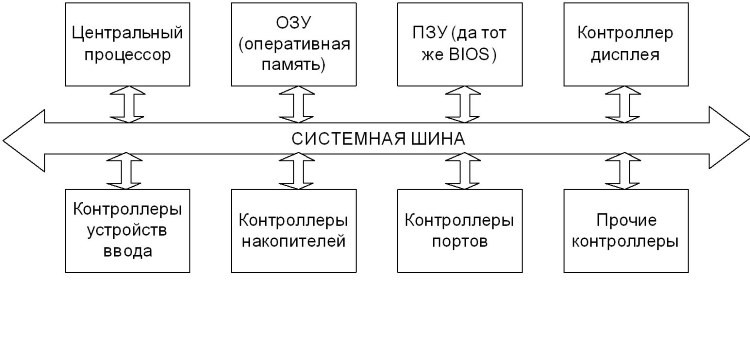 Центральный
процессор
ОЗУ
(оперативная
память)
ПЗУ (да тот
же BIOS)
Контроллер
дисплея
СИСТЕМНАЯ ШИНА
Контроллеры
устройств
ввода
Контроллеры
накопителей
Контроллеры
портов
Прочие
контроллеры